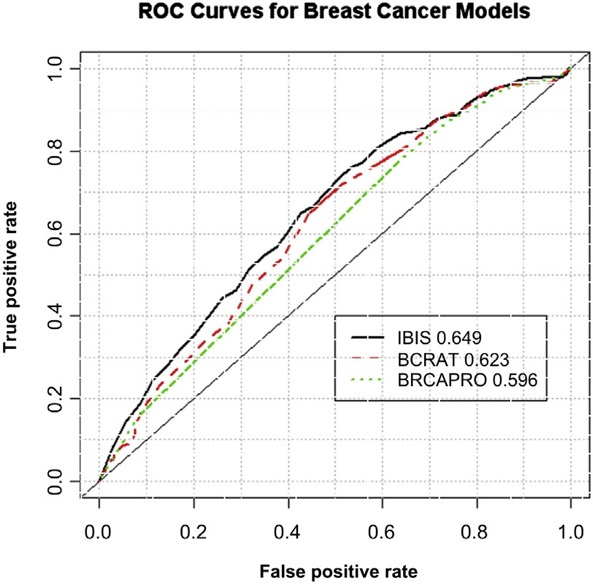 ROC Curves for Breast Cancer Models
True positive rate
1.0
0.8
0.6
0.4
0.2
0.0
IBIS 0.649
BCRAT 0.623
BRCAPRO 0.596
0.0 0.2 0.4 0.6 0.8 1.0
False positive rate